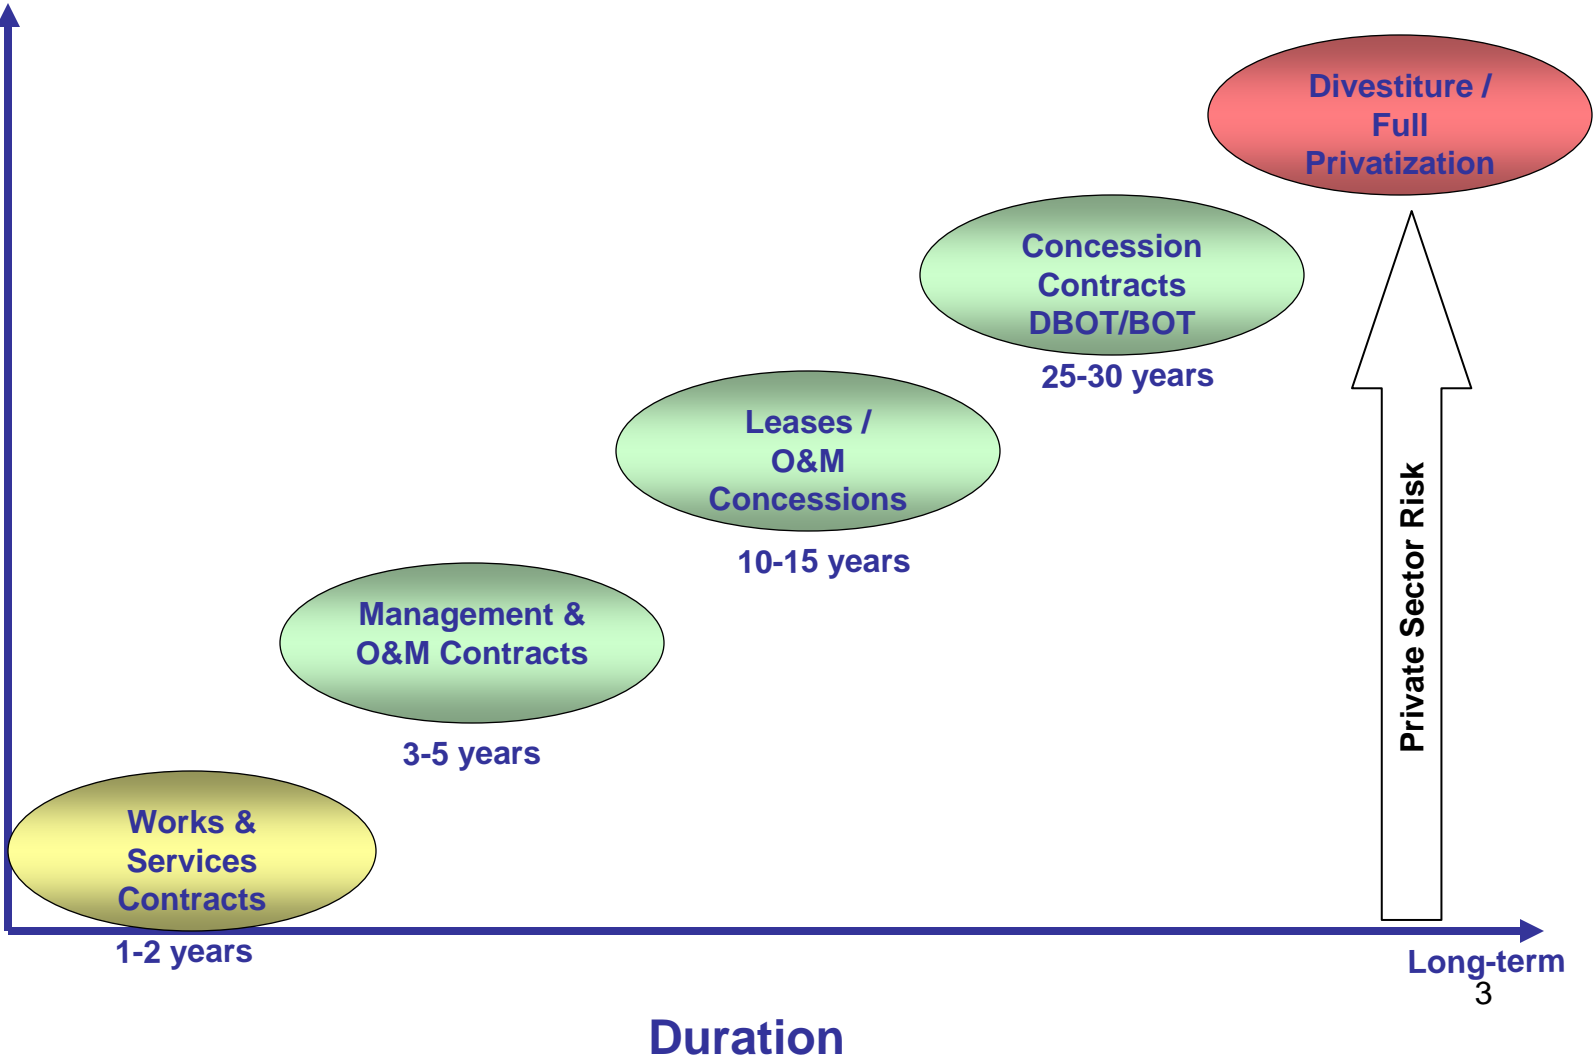 Divestiture /
Full
Privatization
Concession
Contracts
DBOT/BOT
25-30 years
Leases /
O&M
Concessions
10-15 years
Management &
O&M Contracts
3-5 years
Works &
Services
Contracts
1-2 years
Private Sector Risk
Long-term
3
Duration